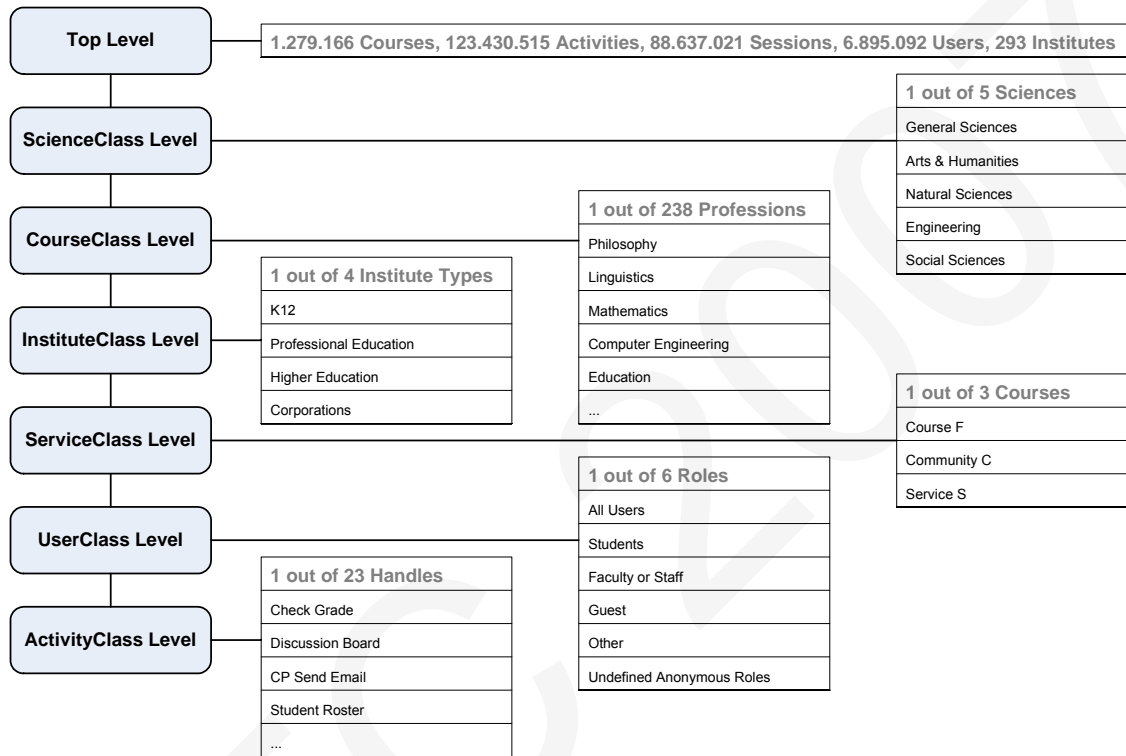 Top Level
1.279.166 Courses, 123.430.515 Activities, 88.637.021 Sessions, 6.895.092 Users, 293 Institutes
ScienceClass Level
1 out of 5 Sciences
General Sciences
Arts & Humanities
Natural Sciences
Engineering
Social Sciences
CourseClass Level
1 out of 238 Professions
Philosophy
Linguistics
Mathematics
Computer Engineering
Education
...
InstituteClass Level
1 out of 4 Institute Types
K12
Professional Education
Higher Education
Corporations
ServiceClass Level
1 out of 3 Courses
Course F
Community C
Service S
UserClass Level
1 out of 6 Roles
All Users
Students
Faculty or Staff
Guest
Other
Undefined Anonymous Roles
ActivityClass Level
1 out of 23 Handles
Check Grade
Discussion Board
CP Send Email
Student Roster
...